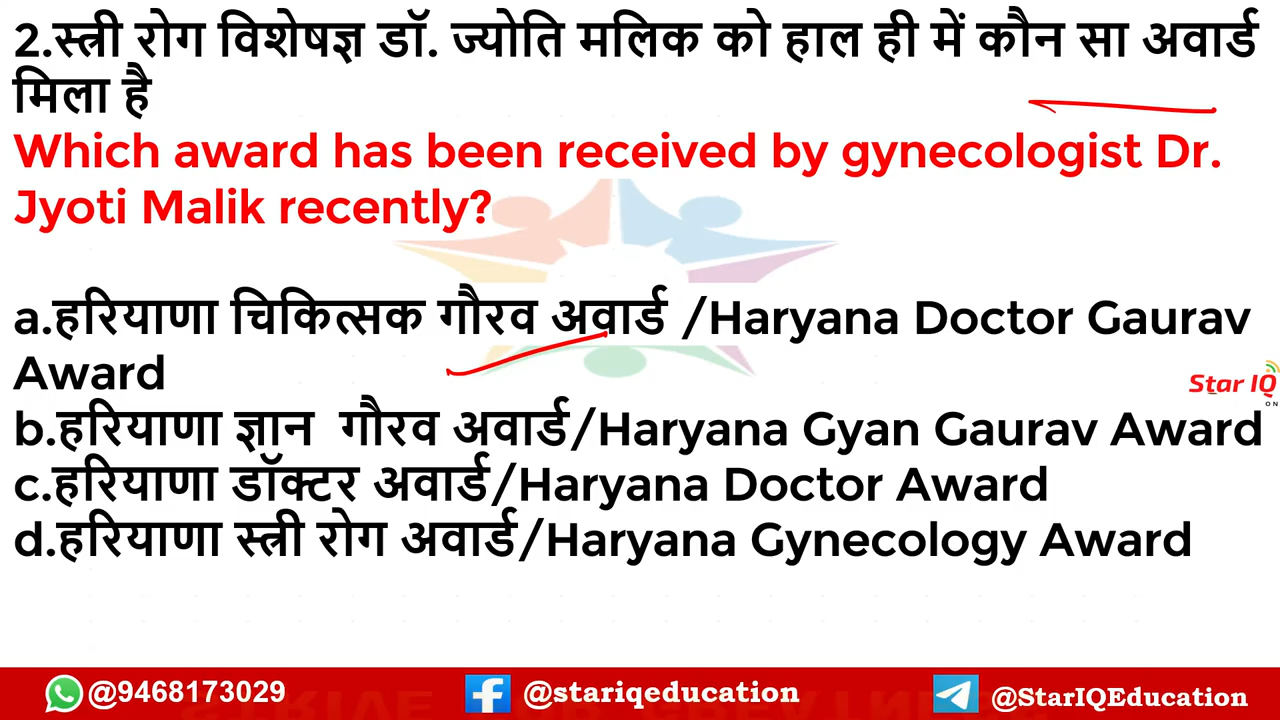 2.स्त्री रोग विशेषज्ञ डॉ. ज्योति मलिक को हाल ही में कौन सा अवार्ड
मिला है
Which award has been received by gynecologist Dr.
Jyoti Malik recently?
a.हरियाणा चिकित्सक गौरव अवार्ड /Haryana Doctor Gaurav
Award
Star IQ
ON
b.हरियाणा ज्ञान गौरव अवार्ड/Haryana Gyan Gaurav Award
c.हरियाणा डॉक्टर अवार्ड/Haryana Doctor Award
d.हरियाणा स्त्री रोग अवार्ड/Haryana Gynecology Award
@9468173029 @stariqeducation @StarIQEducation